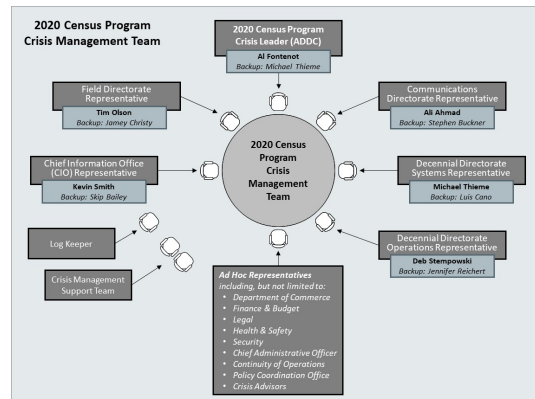 2020 Census Program
Crisis Management Team
2020 Census Program
Crisis Leader (ADDC)
Al Fontenot
Backup: Michael Thieme
Field Directorate
Representative
Tim Olson
Backup: Jamey Christy
Communications
Directorate Representative
Ali Ahmad
Backup: Stephen Buckner
Chief Information Office
(CIO) Representative
Kevin Smith
Backup: Skip Bailey
2020 Census
Program
Crisis
Management
Team
Decennial Directorate
Systems Representative
Michael Thieme
Backup: Luis Cano
Log Keeper
Crisis Management
Support Team
Decennial Directorate
Operations Representative
Deb Stempowski
Backup: Jennifer Reichert
Ad Hoc Representatives
including, but not limited to:
• Department of Commerce
• Finance & Budget
• Legal
• Health & Safety
• Security
• Chief Administrative Officer
• Continuity of Operations
• Policy Coordination Office
• Crisis Advisors